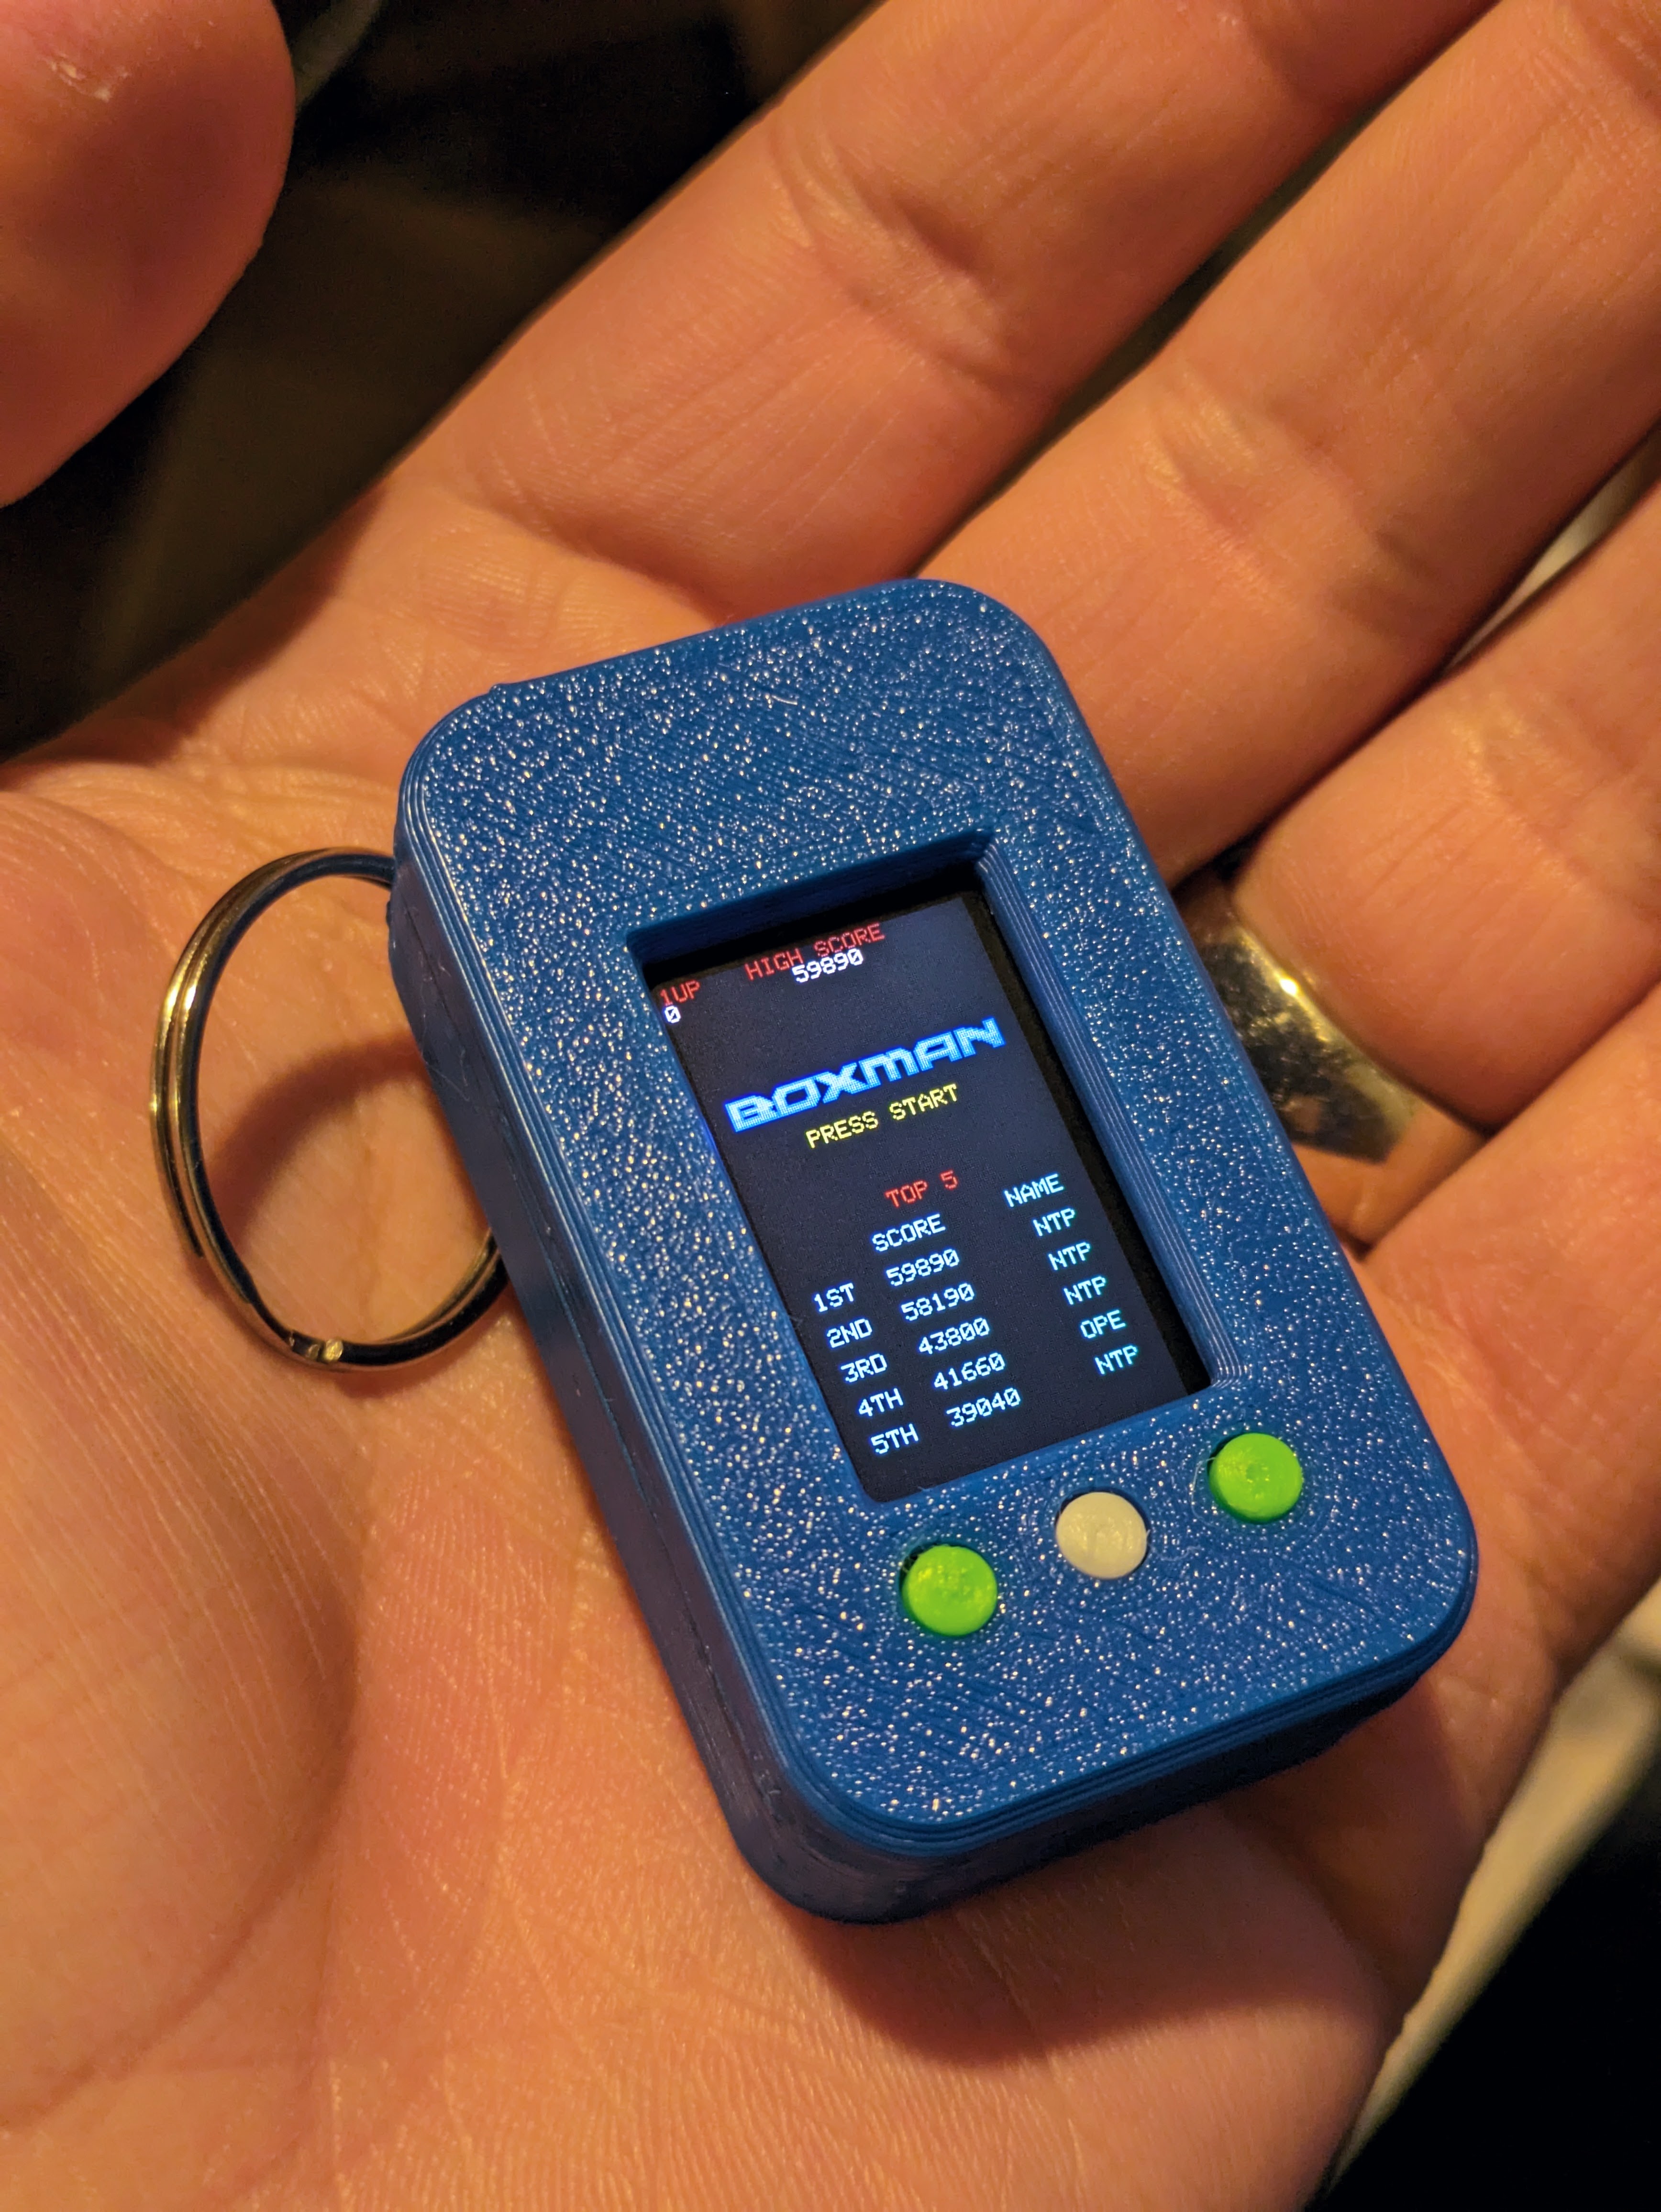 HIGH SCORE
59890
1UP
0
BOXMAN
PRESS START
TOP 5
SCORE NAME
1ST 59890 NTP
2ND 58190 NTP
3RD 43800 NTP
4TH 41660 OPE
5TH 39040 NTP